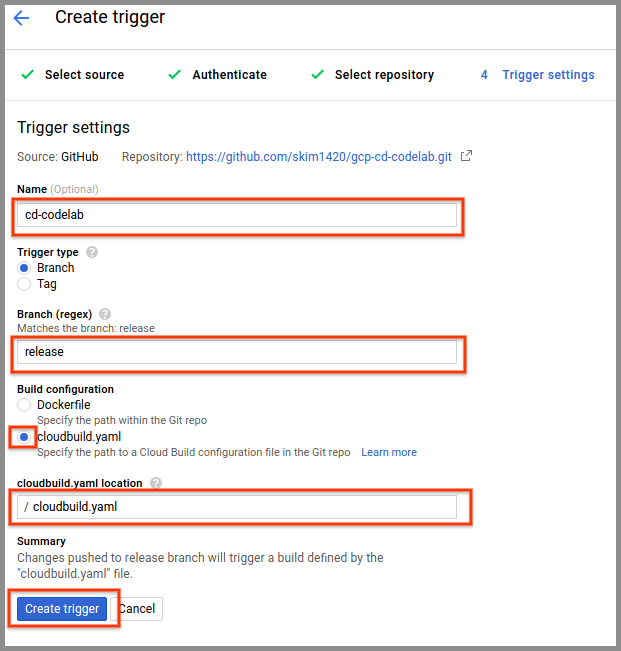 Create trigger
Select source Authenticate Select repository 4 Trigger settings
Trigger settings
Source: GitHub Repository: https://github.com/skim1420/gcp-cd-codelab.git
Name (Optional)
cd-codelab
Trigger type ?
Branch
Tag
Branch (regex) ?
Matches the branch: release
release
Build configuration
Dockerfile
Specify the path within the Git repo
cloudbuild.yaml
Specify the path to a Cloud Build configuration file in the Git repo Learn more
cloudbuild.yaml location ?
/ cloudbuild.yaml
Summary
Changes pushed to release branch will trigger a build defined by the
"cloudbuild.yaml" file.
Create trigger Cancel